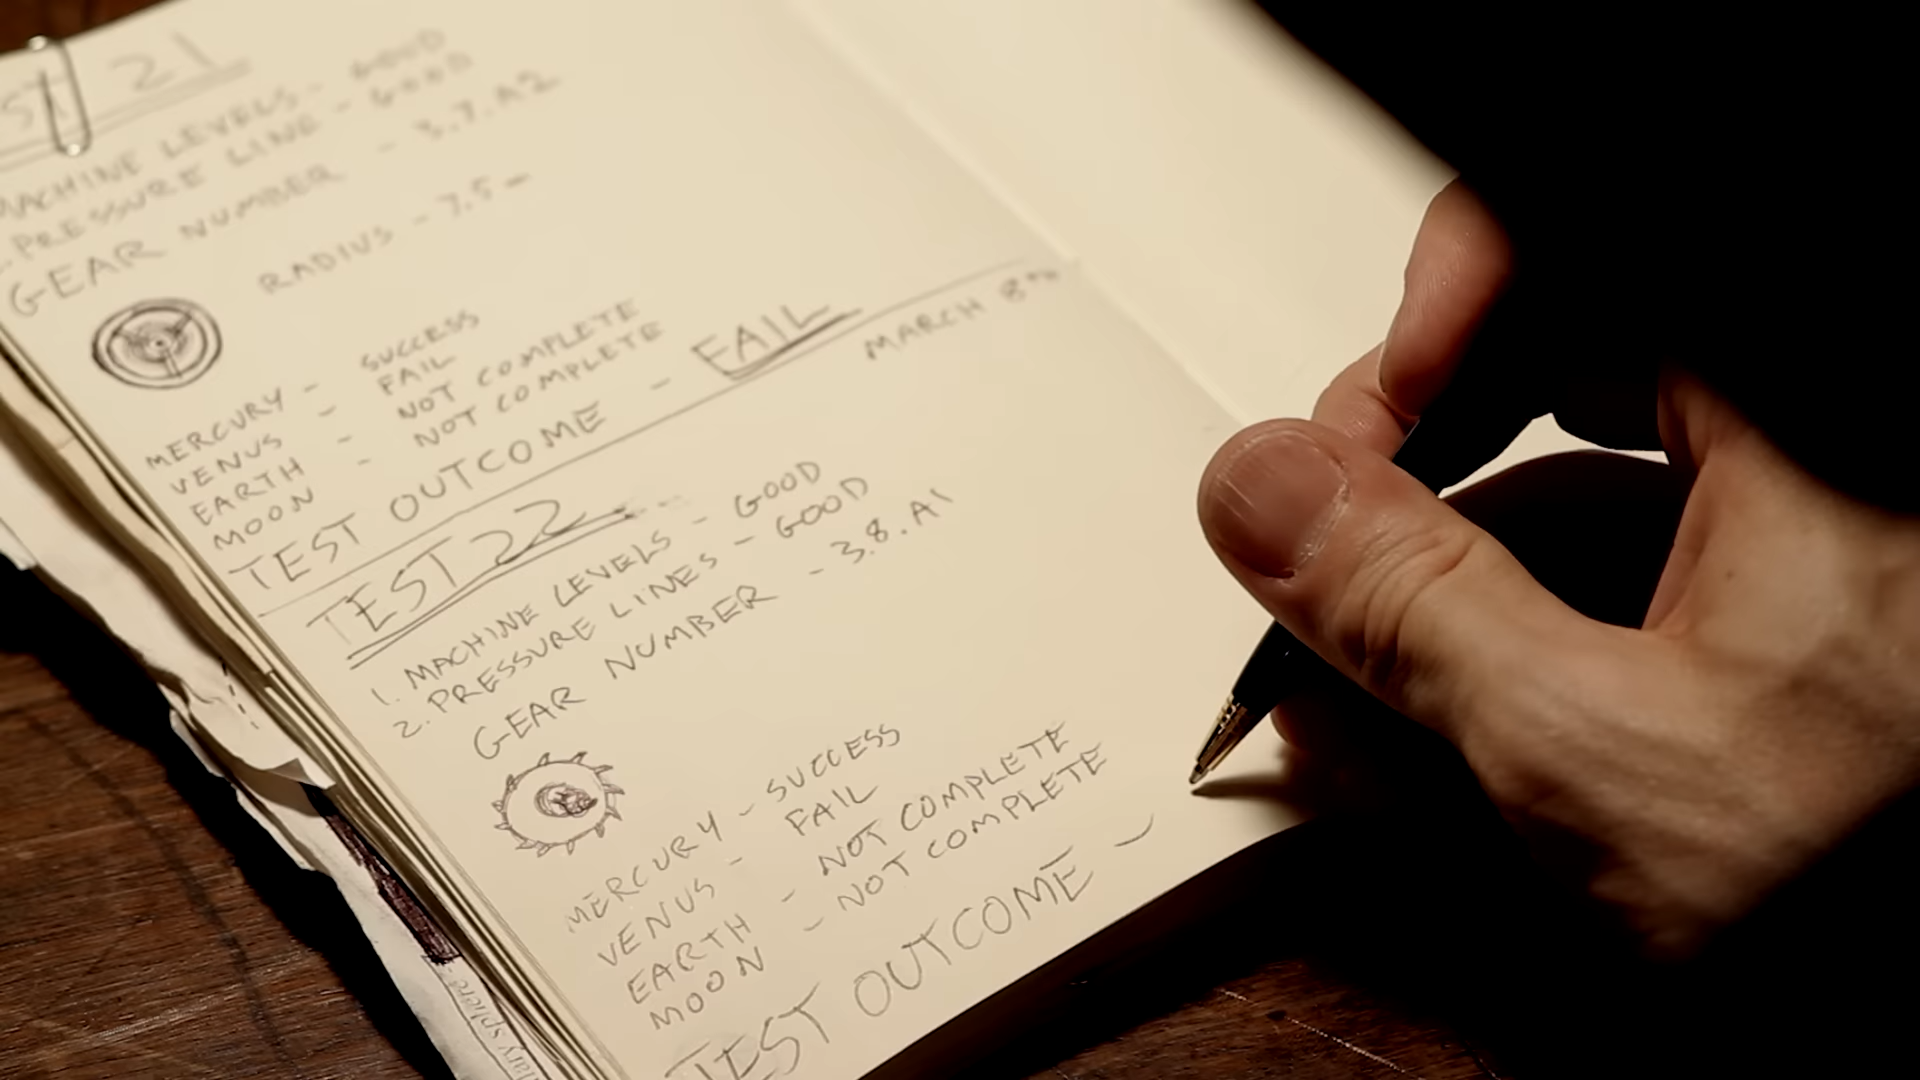 ST 21
MACHINE LEVELS - GOOD
PRESSURE LINE - GOOD
GEAR NUMBER - 3.7.A2
RADIUS - 7.5
MERCURY - SUCCESS
VENUS - FAIL
EARTH - NOT COMPLETE
MOON - NOT COMPLETE
TEST OUTCOME - FAIL
MARCH 8TH
TEST 22
1. MACHINE LEVELS - GOOD
2. PRESSURE LINES - GOOD
GEAR NUMBER - 3.8.A1
MERCURY - SUCCESS
VENUS - FAIL
EARTH - NOT COMPLETE
MOON - NOT COMPLETE
TEST OUTCOME -